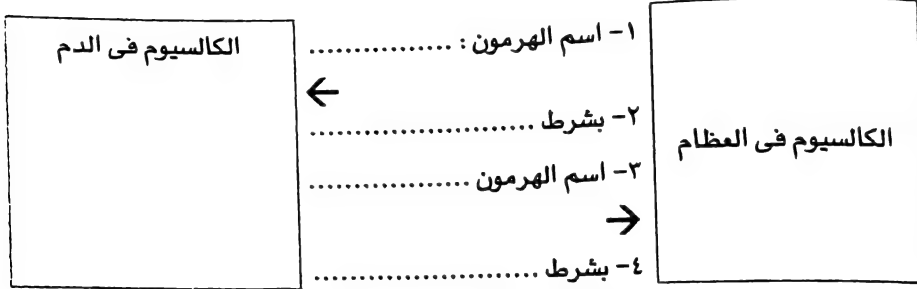 الكالسيوم فى الدم
١- اسم الهرمون : ................
←
٢- بشرط .........................
٣- اسم الهرمون ..................
→
٤- بشرط .........................
الكالسيوم فى العظام